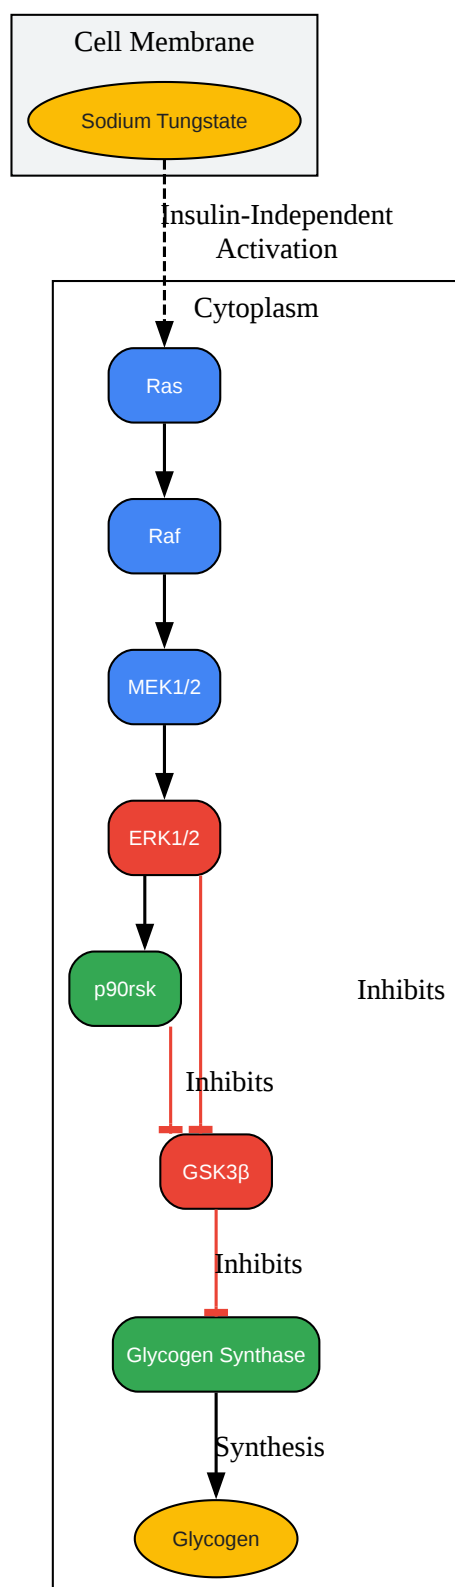 Cell Membrane
Sodium Tungstate
Insulin-Independent
Activation
Cytoplasm
Ras
Raf
MEK1/2
ERK1/2
p90rsk
Inhibits
Inhibits
GSK3β
Inhibits
Glycogen Synthase
Synthesis
Glycogen